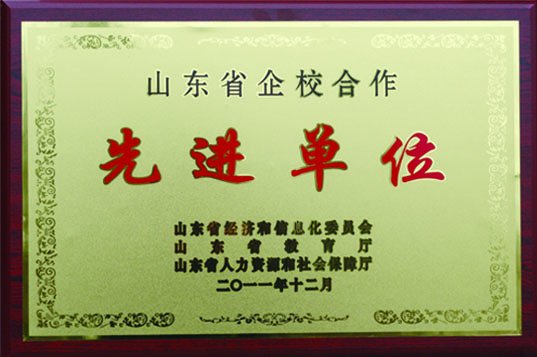 山东省企校合作
先进单位
山东省经济和信息化委员会
山东省教育厅
山东省人力资源和社会保障厅
二〇一一年十二月